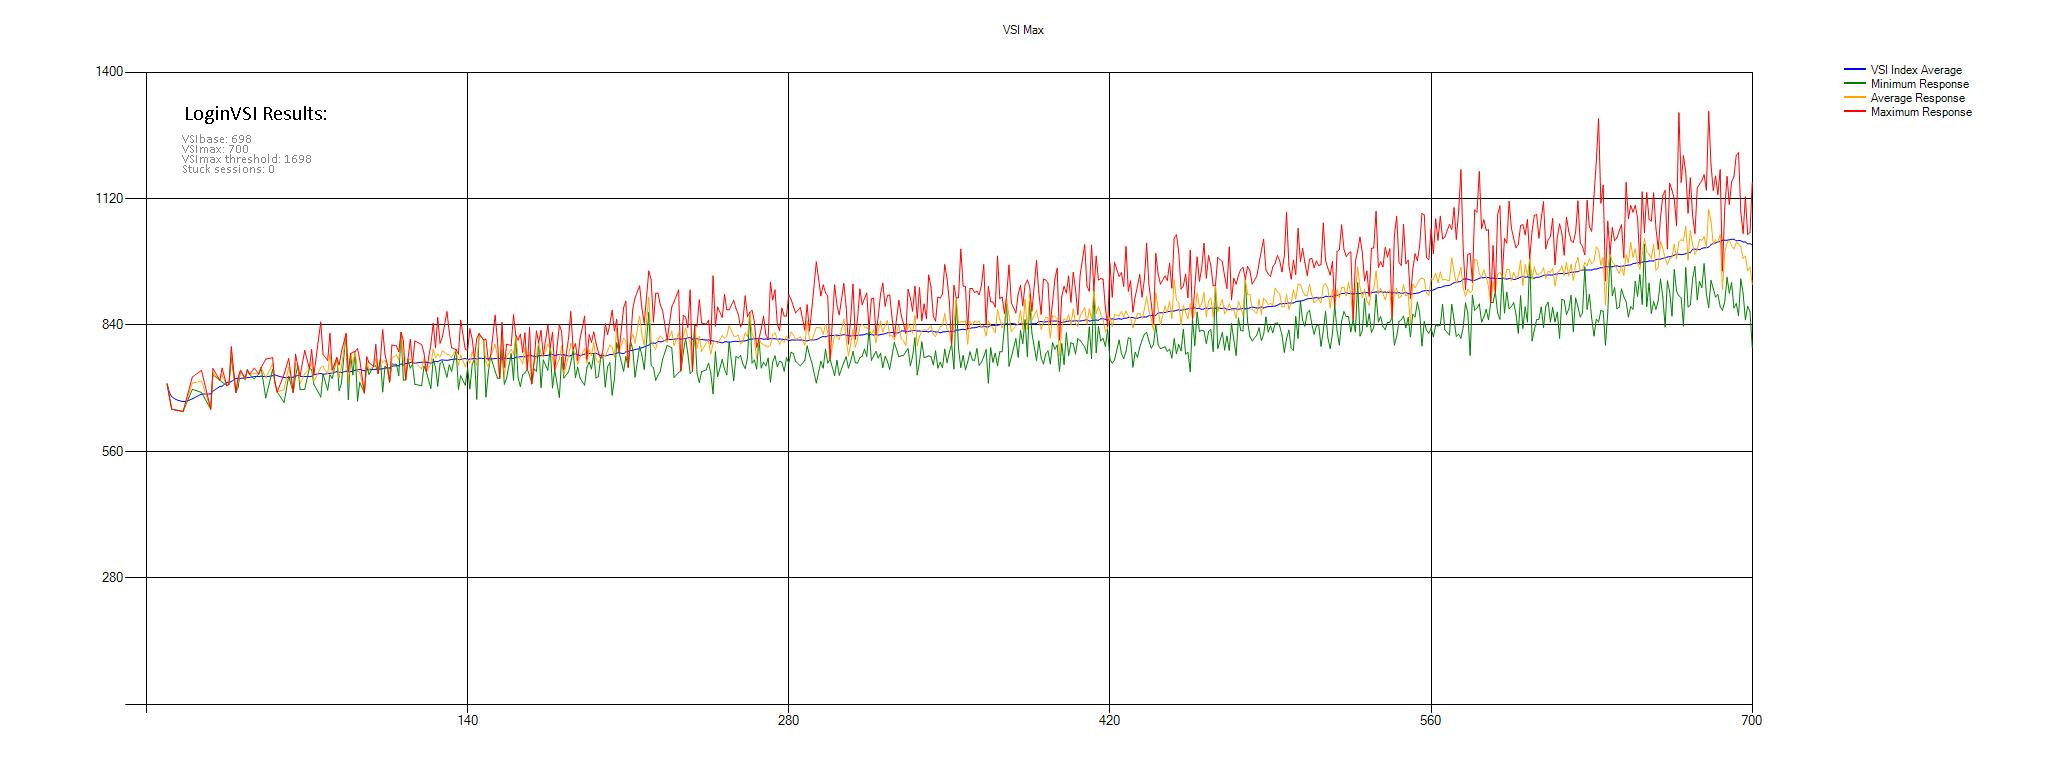 VSI Max
1400
1120
840
560
280
140
280
420
560
700
LoginVSI Results:
VSIbase: 698
VSImax: 700
VSImax threshold: 1698
Stuck sessions: 0
VSI Index Average
Minimum Response
Average Response
Maximum Response